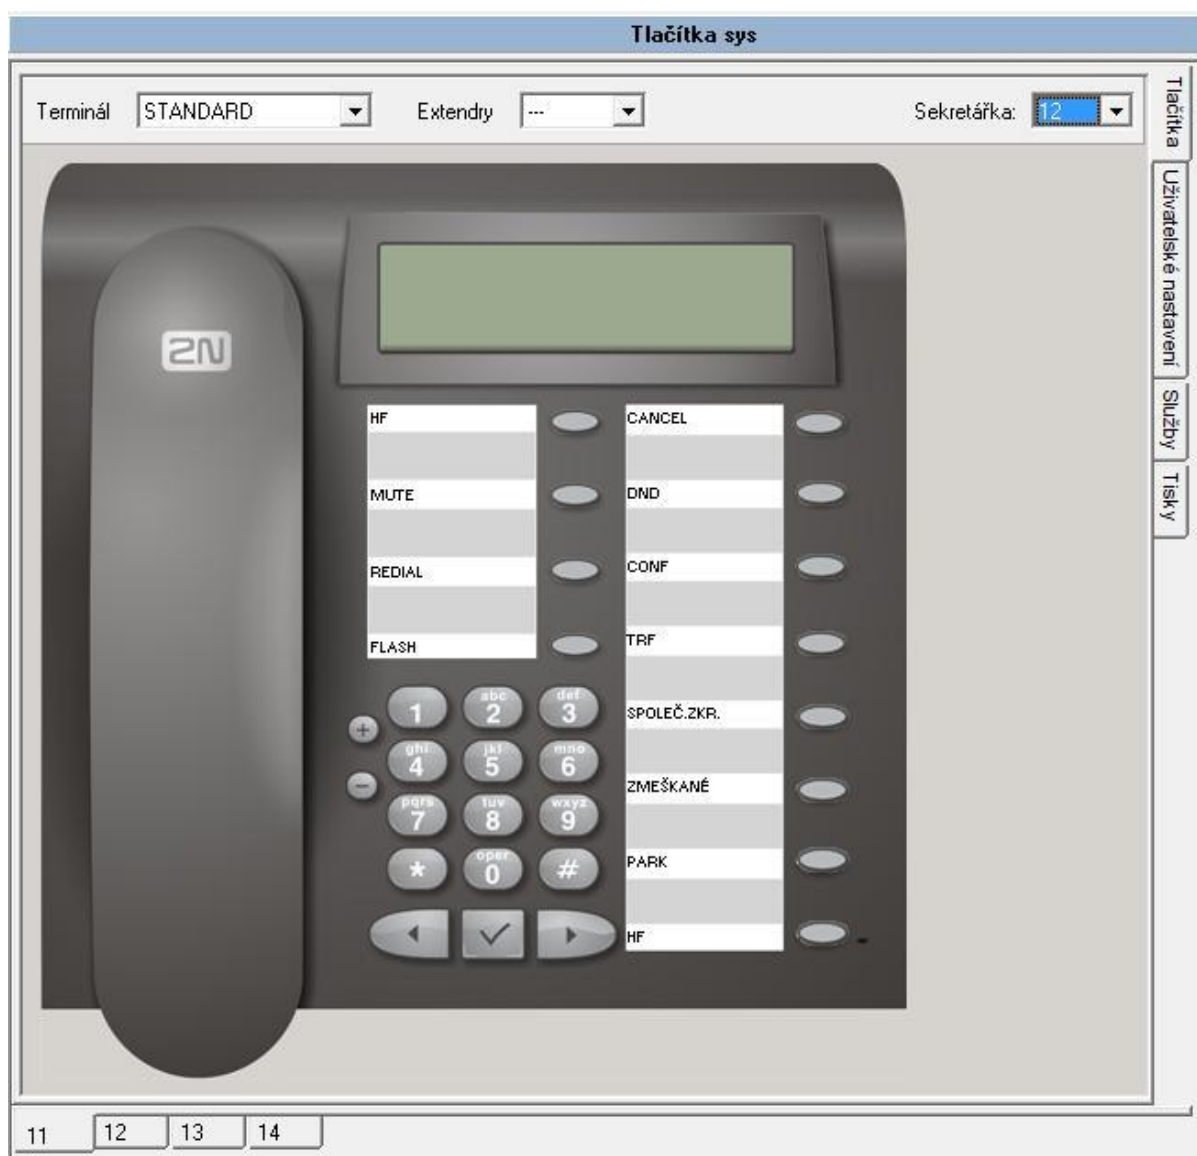 Tlačítka sys
Terminál STANDARD Extendry --- Sekretářka: 12
Tlačítka
Uživatelské nastavení
Služby
Tisky
2N
HF
MUTE
REDIAL
FLASH
CANCEL
DND
CONF
TRF
SPOLEČ.ZKR.
ZMEŠKANÉ
PARK
HF
1 abc 2 def 3
+
ghi 4 jkl 5 mno 6
-
pqrs 7 tuv 8 wxyz 9
* oper 0 #
11 12 13 14